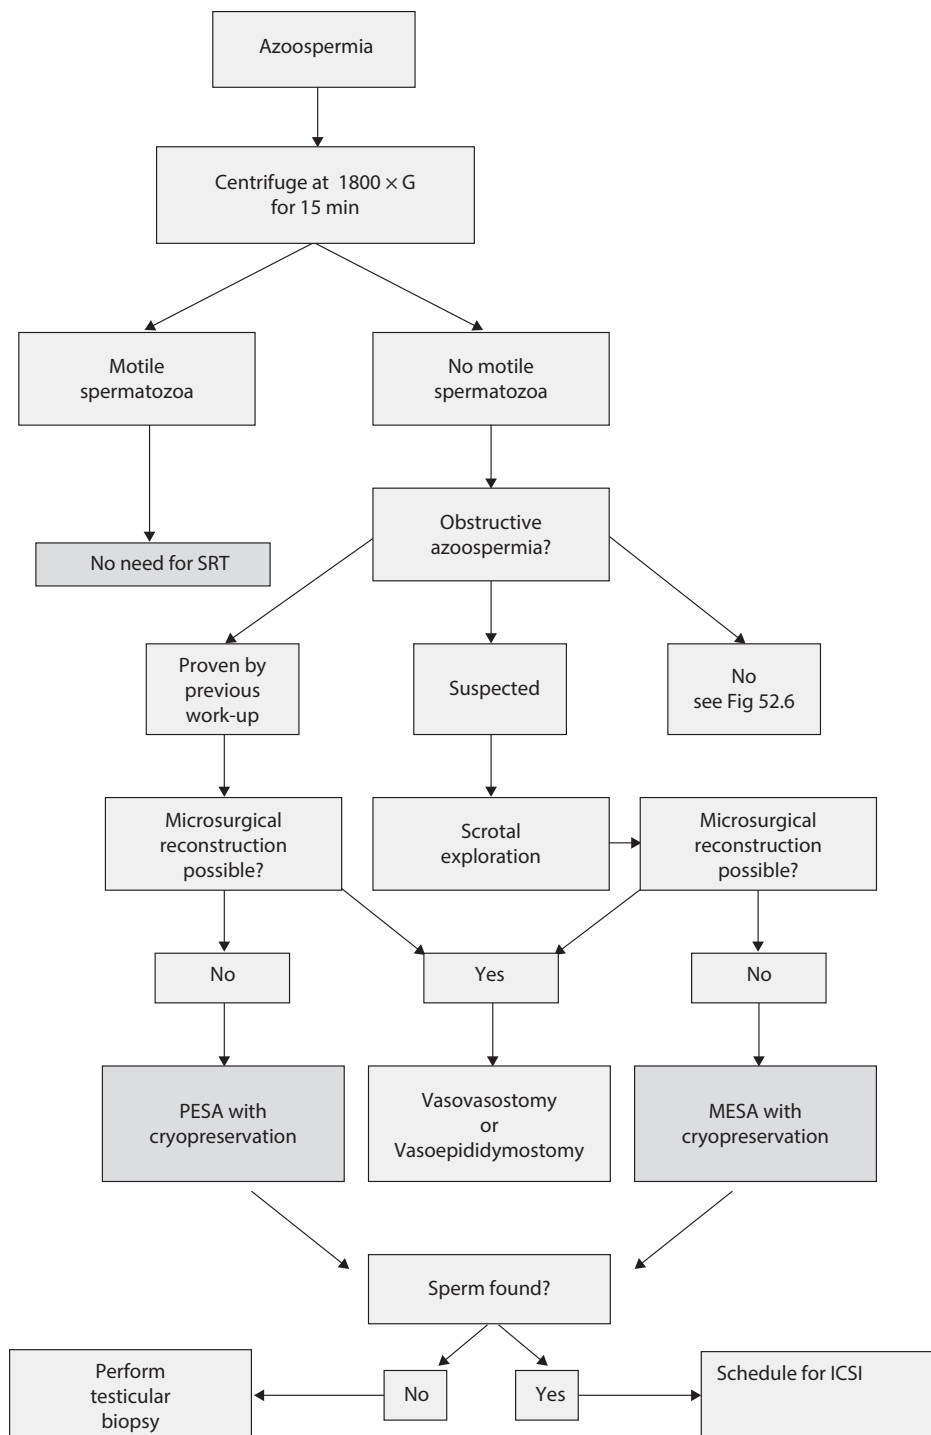 Azoospermia
Centrifuge at 1800 × G
for 15 min
Motile
spermatozoa
No motile
spermatozoa
No need for SRT
Obstructive
azoospermia?
Proven by
previous
work-up
Suspected
No
see Fig 52.6
Microsurgical
reconstruction
possible?
Scrotal
exploration
Microsurgical
reconstruction
possible?
No
Yes
No
PESA with
cryopreservation
Vasovasostomy
or
Vasoepididymostomy
MESA with
cryopreservation
Sperm found?
Perform
testicular
biopsy
No
Yes
Schedule for ICSI